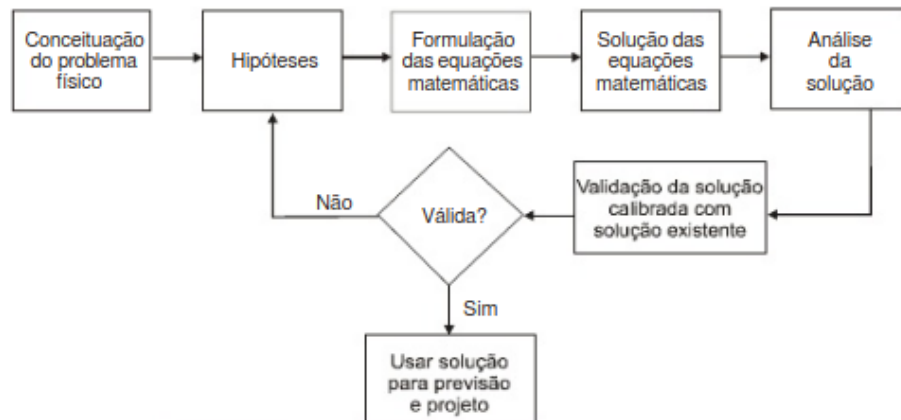 Conceituação
do problema
físico
Hipóteses
Formulação
das equações
matemáticas
Solução das
equações
matemáticas
Análise
da
solução
Validação da solução
calibrada com
solução existente
Válida?
Não
Sim
Usar solução
para previsão
e projeto